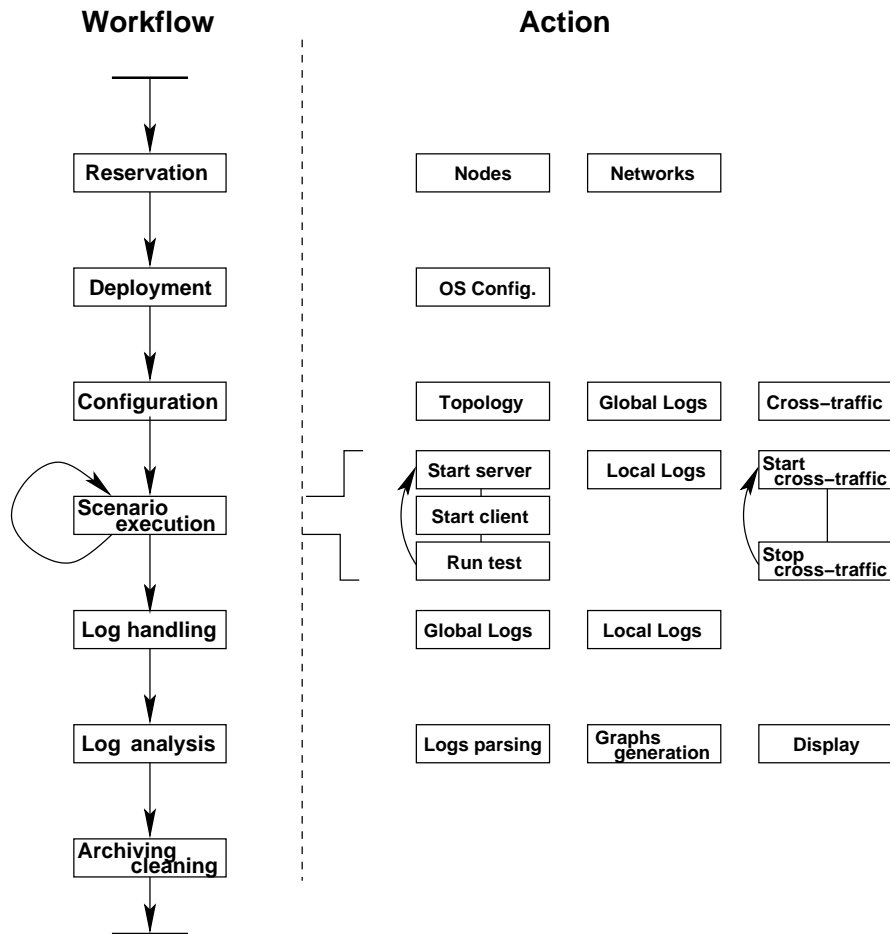 Workflow
Action
Reservation
Nodes
Networks
Deployment
OS Config.
Configuration
Topology
Global Logs
Cross−traffic
Scenario
execution
Start server
Local Logs
Start
cross−traffic
Start client
Run test
Stop
cross−traffic
Log handling
Global Logs
Local Logs
Log analysis
Logs parsing
Graphs
generation
Display
Archiving
cleaning